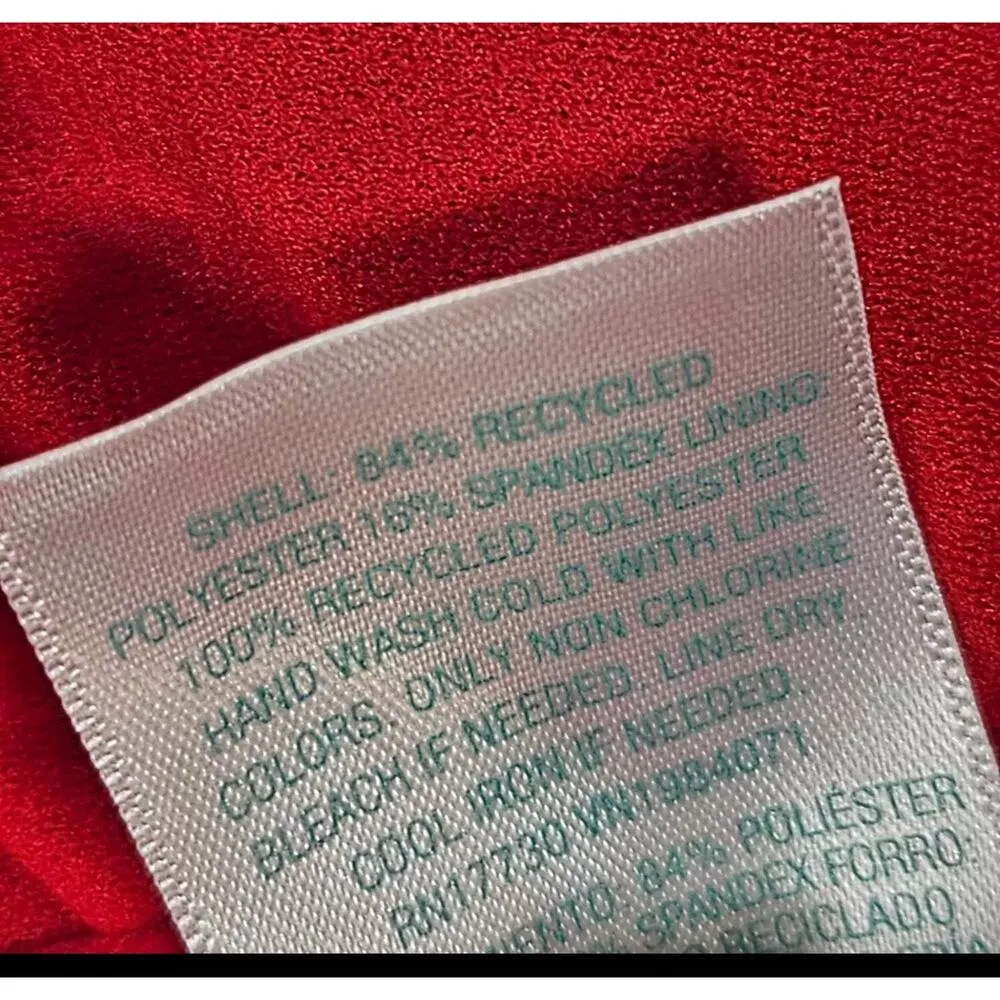 SHELL: 84% RECYCLED
POLYESTER 16% SPANDEX LINING:
100% RECYCLED POLYESTER
HAND WASH COLD WITH LIKE
COLORS. ONLY NON CHLORINE
BLEACH IF NEEDED. LINE DRY.
COOL IRON IF NEEDED.
RN17730 VN1984071
84% POLIÉSTER
SPANDEX FORRO:
RECICLADO